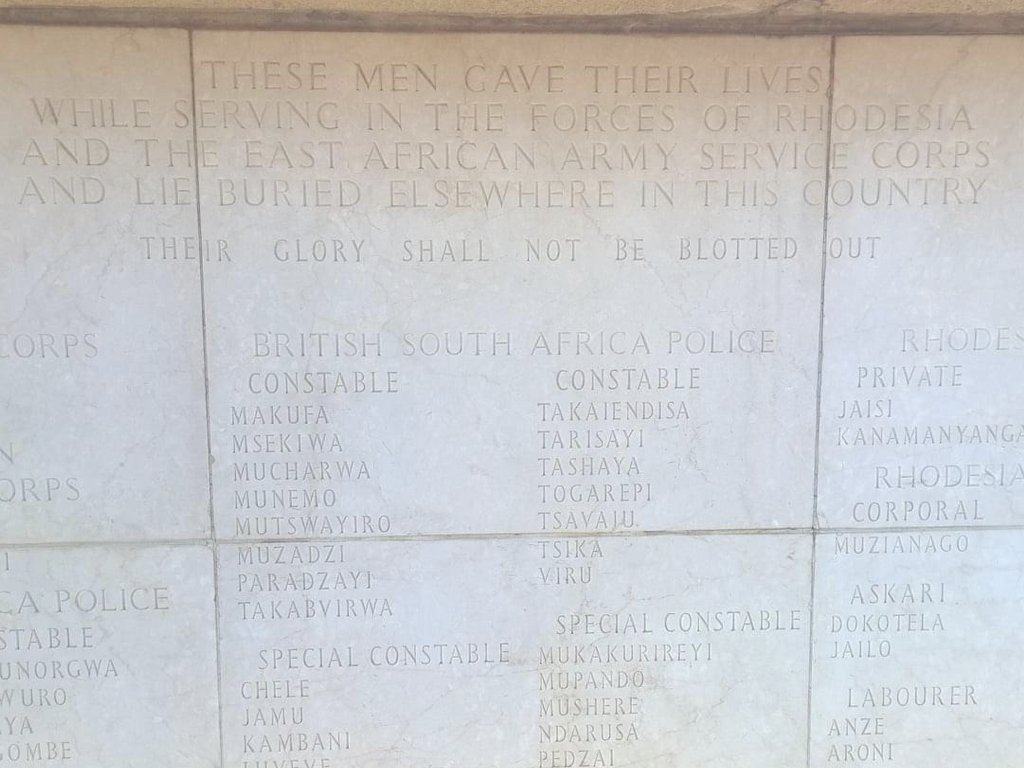 THESE MEN GAVE THEIR LIVES
WHILE SERVING IN THE FORCES OF RHODESIA
AND THE EAST AFRICAN ARMY SERVICE CORPS
AND LIE BURIED ELSEWHERE IN THIS COUNTRY
THEIR GLORY SHALL NOT BE BLOTTED OUT
CORPS
N
ORPS
I
CA POLICE
STABLE
UNORGWA
WURO
YA
GOMBE
BRITISH SOUTH AFRICA POLICE
CONSTABLE
MAKUFA
MSEKIWA
MUCHARWA
MUNEMO
MUTSWAYIRO
MUZADZI
PARADZAYI
TAKABVIRWA
SPECIAL CONSTABLE
CHELE
JAMU
KAMBANI
CONSTABLE
TAKAIENDISA
TARISAYI
TASHAYA
TOGAREPI
TSAVAJU
TSIKA
VIRU
SPECIAL CONSTABLE
MUKAKURIREYI
MUPANDO
MUSHERE
NDARUSA
PEDZAI
RHODES
PRIVATE
JAISI
KANAMANYANGA
RHODESIA
CORPORAL
MUZIANAGO
ASKARI
DOKOTELA
JAILO
LABOURER
ANZE
ARONI